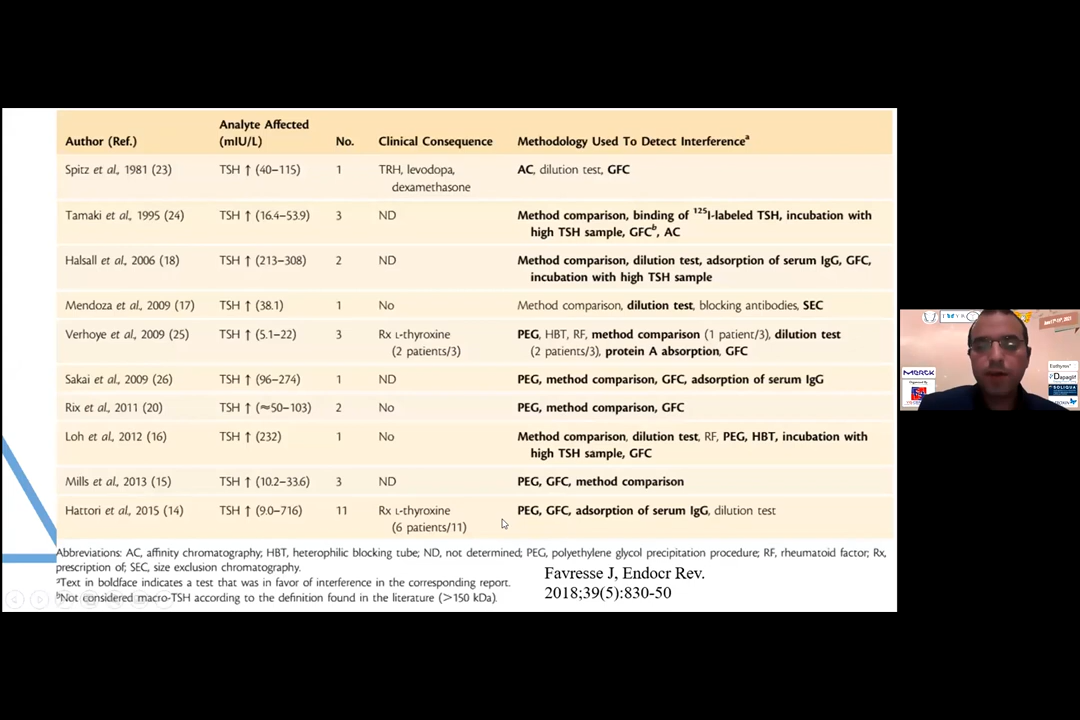 Analyte Affected
Author (Ref.) (mIU/L) No. Clinical Consequence Methodology Used To Detect Interferenceᵃ
Spitz et al., 1981 (23) TSH ↑ (40–115) 1 TRH, levodopa, AC, dilution test, GFC
dexamethasone
Tamaki et al., 1995 (24) TSH ↑ (16.4–53.9) 3 ND Method comparison, binding of ¹²⁵I-labeled TSH, incubation with
high TSH sample, GFCᵇ, AC
Halsall et al., 2006 (18) TSH ↑ (213–308) 2 ND Method comparison, dilution test, adsorption of serum IgG, GFC,
incubation with high TSH sample
Mendoza et al., 2009 (17) TSH ↑ (38.1) 1 No Method comparison, dilution test, blocking antibodies, SEC
Verhoye et al., 2009 (25) TSH ↑ (5.1–22) 3 Rx L-thyroxine PEG, HBT, RF, method comparison (1 patient/3), dilution test
(2 patients/3) (2 patients/3), protein A absorption, GFC
Sakai et al., 2009 (26) TSH ↑ (96–274) 1 ND PEG, method comparison, GFC, adsorption of serum IgG
Rix et al., 2011 (20) TSH ↑ (≈50–103) 2 No PEG, method comparison, GFC
Loh et al., 2012 (16) TSH ↑ (232) 1 No Method comparison, dilution test, RF, PEG, HBT, incubation with
high TSH sample, GFC
Mills et al., 2013 (15) TSH ↑ (10.2–33.6) 3 ND PEG, GFC, method comparison
Hattori et al., 2015 (14) TSH ↑ (9.0–716) 11 Rx L-thyroxine PEG, GFC, adsorption of serum IgG, dilution test
(6 patients/11)
Abbreviations: AC, affinity chromatography; HBT, heterophilic blocking tube; ND, not determined; PEG, polyethylene glycol precipitation procedure; RF, rheumatoid factor; Rx,
prescription of; SEC, size exclusion chromatography.
ᵃText in boldface indicates a test that was in favor of interference in the corresponding report.
ᵇNot considered macro-TSH according to the definition found in the literature (>150 kDa).
Favresse J, Endocr Rev.
2018;39(5):830-50
MERCK
SOLIQUA